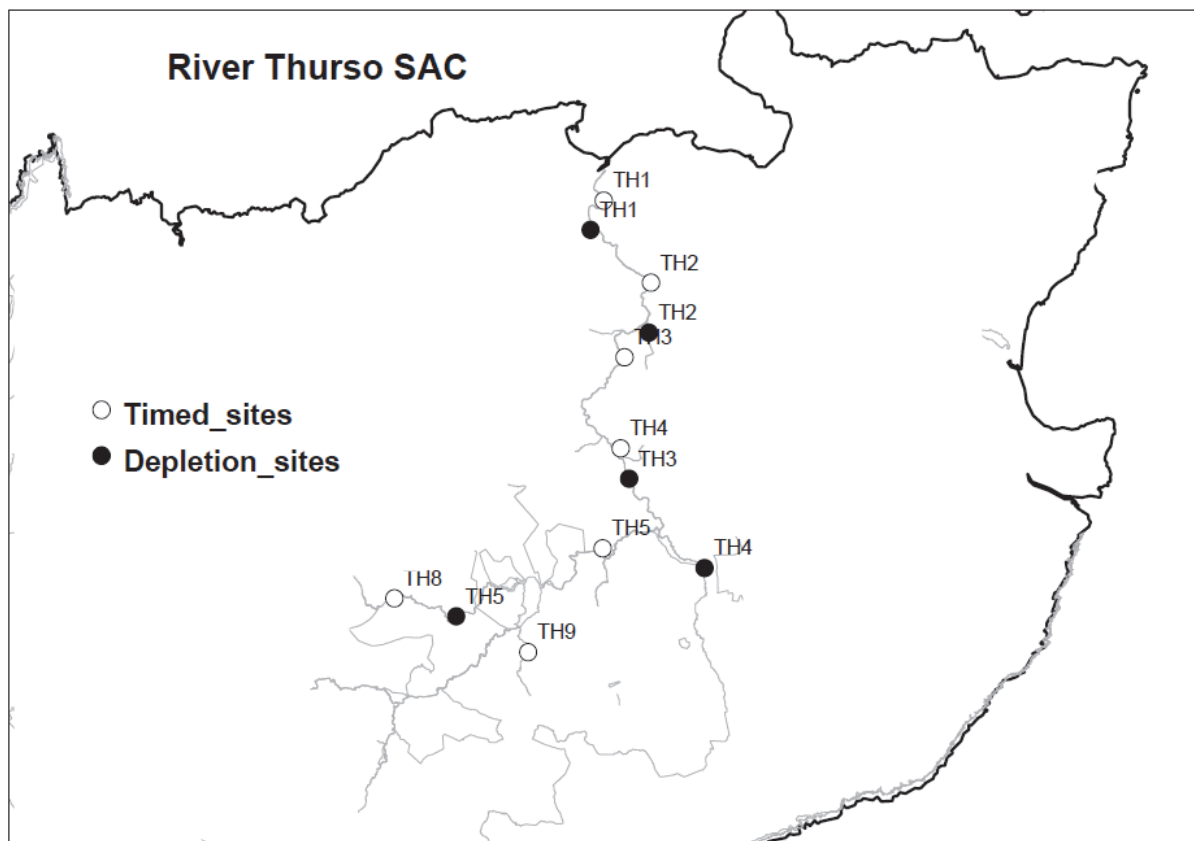 River Thurso SAC
TH1
TH1
TH2
TH2
TH3
Timed_sites
TH4
Depletion_sites
TH3
TH5
TH4
TH8
TH5
TH9